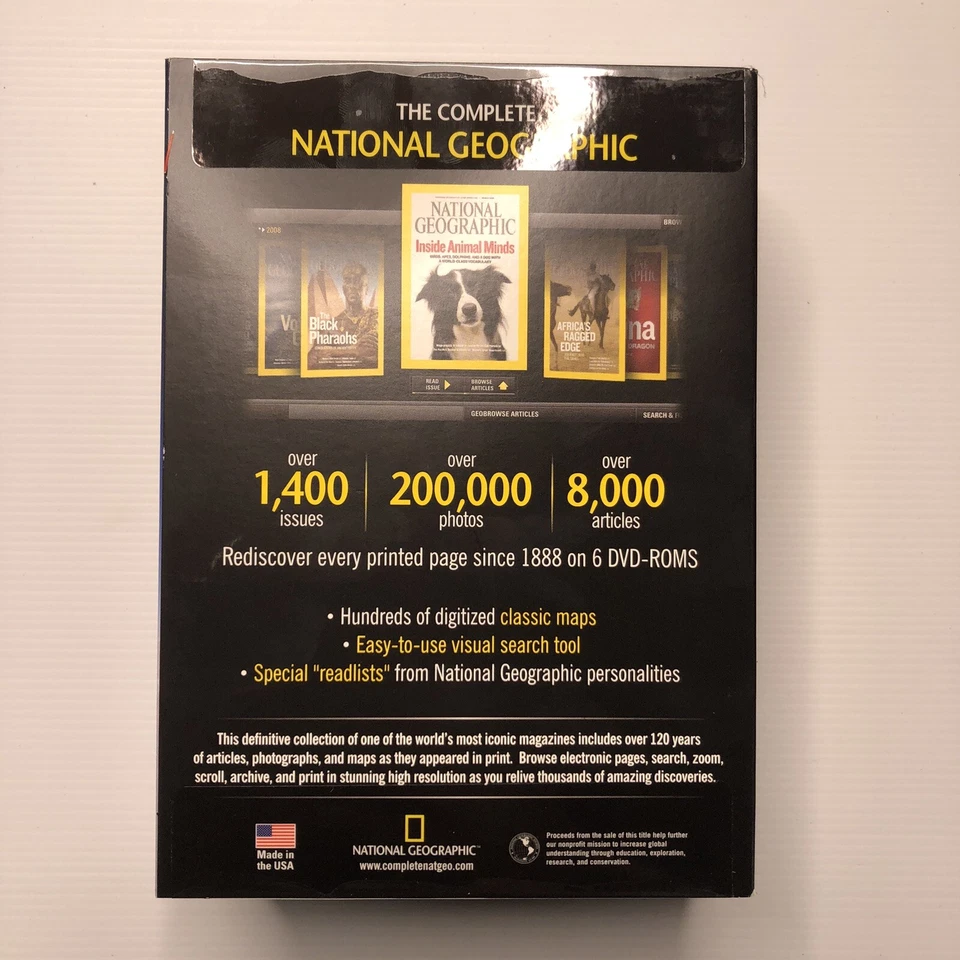 THE COMPLETE
NATIONAL GEOGRAPHIC
2008
BROW
NATIONAL
GEOGRAPHIC
Inside Animal Minds
The
Black
Pharaohs
AFRICA'S
RAGGED
EDGE
na
DRAGON
READ ISSUE
BROWSE ARTICLES
GEOBROWSE ARTICLES
SEARCH &
over
1,400
issues
over
200,000
photos
over
8,000
articles
Rediscover every printed page since 1888 on 6 DVD-ROMS
• Hundreds of digitized classic maps
• Easy-to-use visual search tool
• Special "readlists" from National Geographic personalities
This definitive collection of one of the world's most iconic magazines includes over 120 years
of articles, photographs, and maps as they appeared in print. Browse electronic pages, search, zoom,
scroll, archive, and print in stunning high resolution as you relive thousands of amazing discoveries.
Made in
the USA
NATIONAL GEOGRAPHIC™
www.completenatgeo.com
Proceeds from the sale of this title help further
our nonprofit mission to increase global
understanding through education, exploration,
research, and conservation.